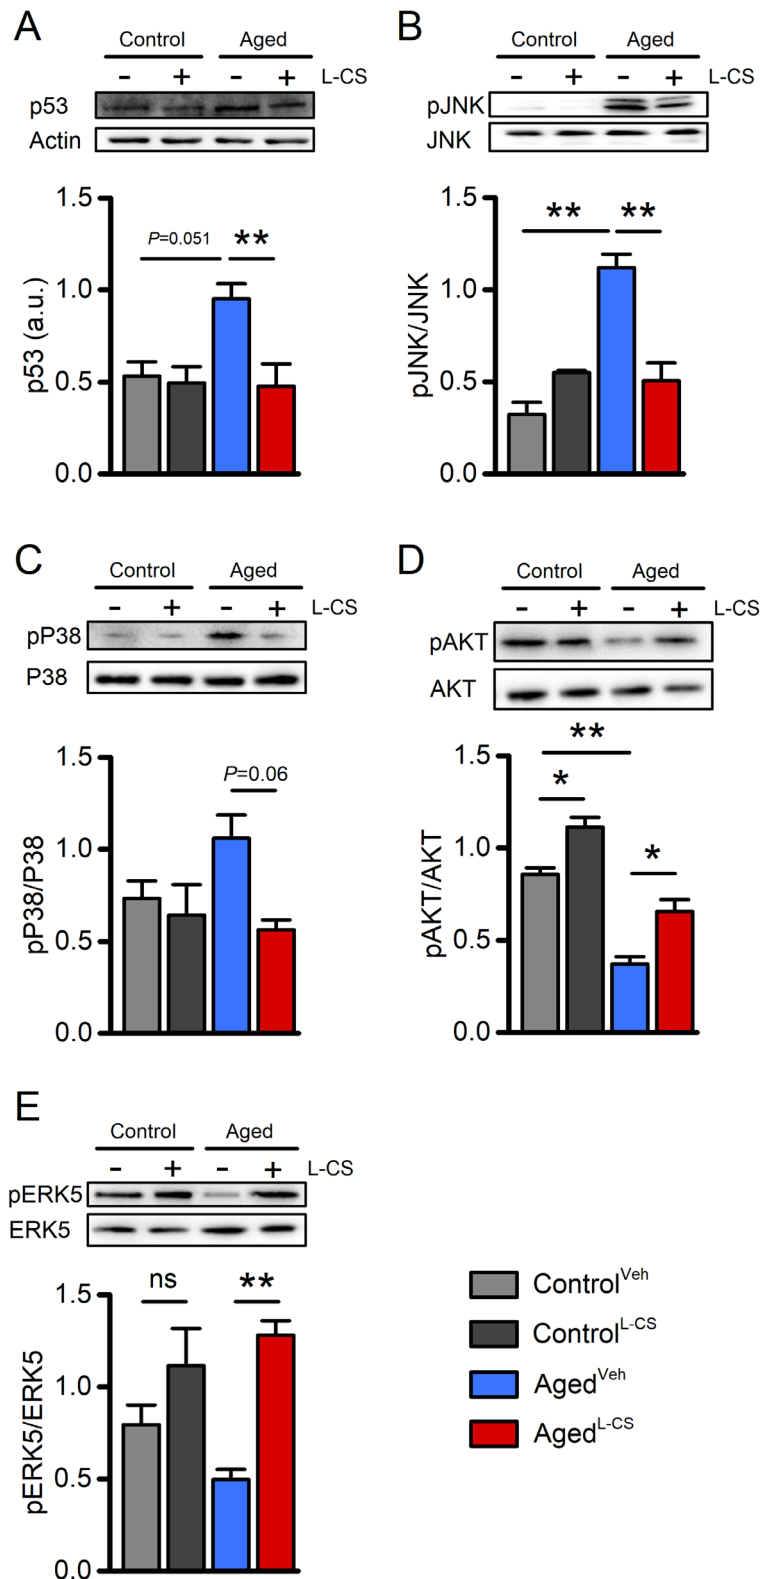 A
Control Aged
- + - + L-CS
p53
Actin
1.5
1.0
0.5
0.0
p53 (a.u.)
P=0.051
**
B
Control Aged
- + - + L-CS
pJNK
JNK
1.5
1.0
0.5
0.0
pJNK/JNK
** **
C
Control Aged
- + - + L-CS
pP38
P38
1.5
1.0
0.5
0.0
pP38/P38
P=0.06
D
Control Aged
- + - + L-CS
pAKT
AKT
1.5
1.0
0.5
0.0
pAKT/AKT
**
*
*
E
Control Aged
- + - + L-CS
pERK5
ERK5
1.5
1.0
0.5
0.0
pERK5/ERK5
ns **
Control^Veh
Control^L-CS
Aged^Veh
Aged^L-CS